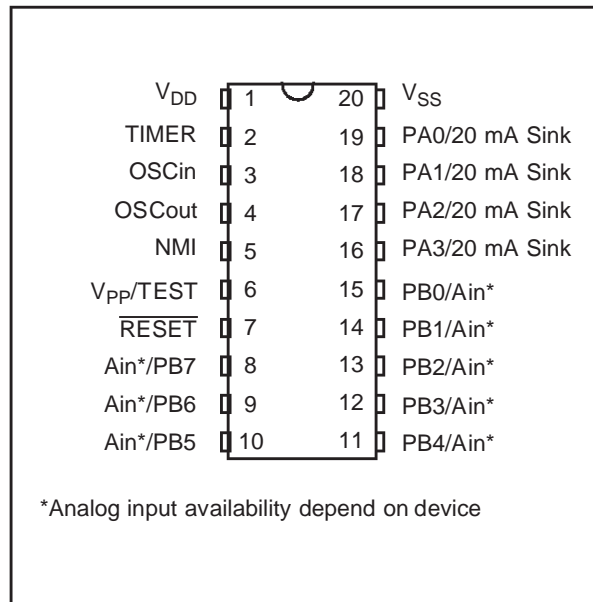 VDD 1 20 VSS
TIMER 2 19 PA0/20 mA Sink
OSCin 3 18 PA1/20 mA Sink
OSCout 4 17 PA2/20 mA Sink
NMI 5 16 PA3/20 mA Sink
VPP/TEST 6 15 PB0/Ain*
RESET 7 14 PB1/Ain*
Ain*/PB7 8 13 PB2/Ain*
Ain*/PB6 9 12 PB3/Ain*
Ain*/PB5 10 11 PB4/Ain*
*Analog input availability depend on device